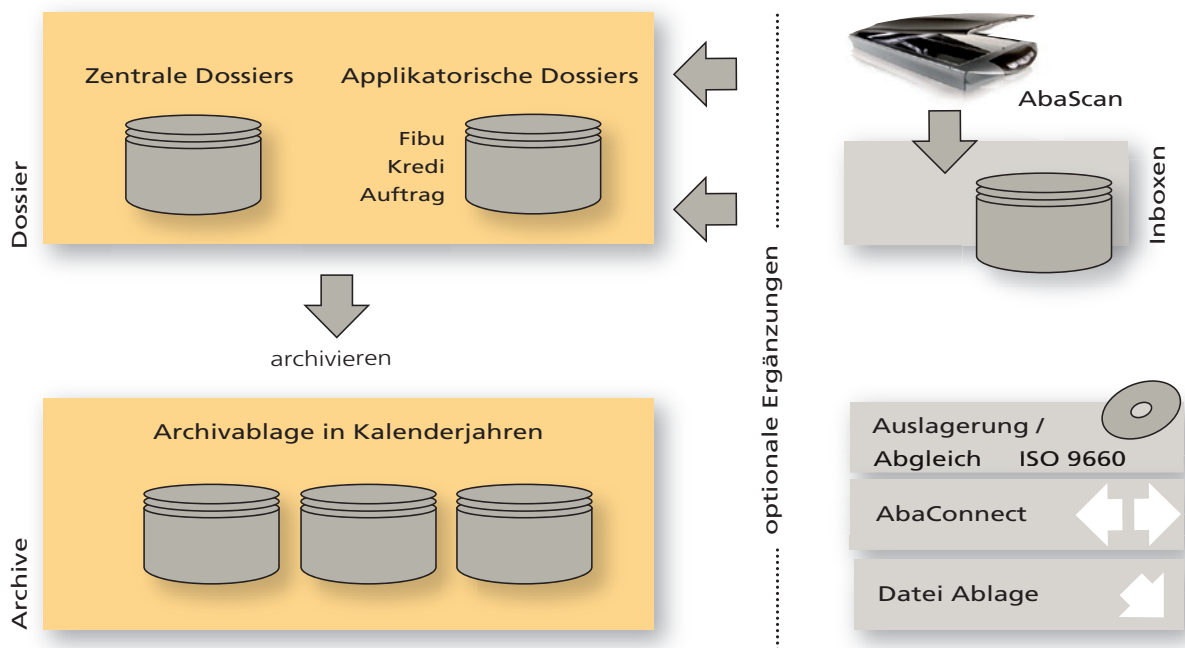 Dossier
Zentrale Dossiers
Applikatorische Dossiers
Fibu
Kredi
Auftrag
archivieren
Archive
Archivablage in Kalenderjahren
optionale Ergänzungen
AbaScan
Inboxen
Auslagerung /
Abgleich ISO 9660
AbaConnect
Datei Ablage